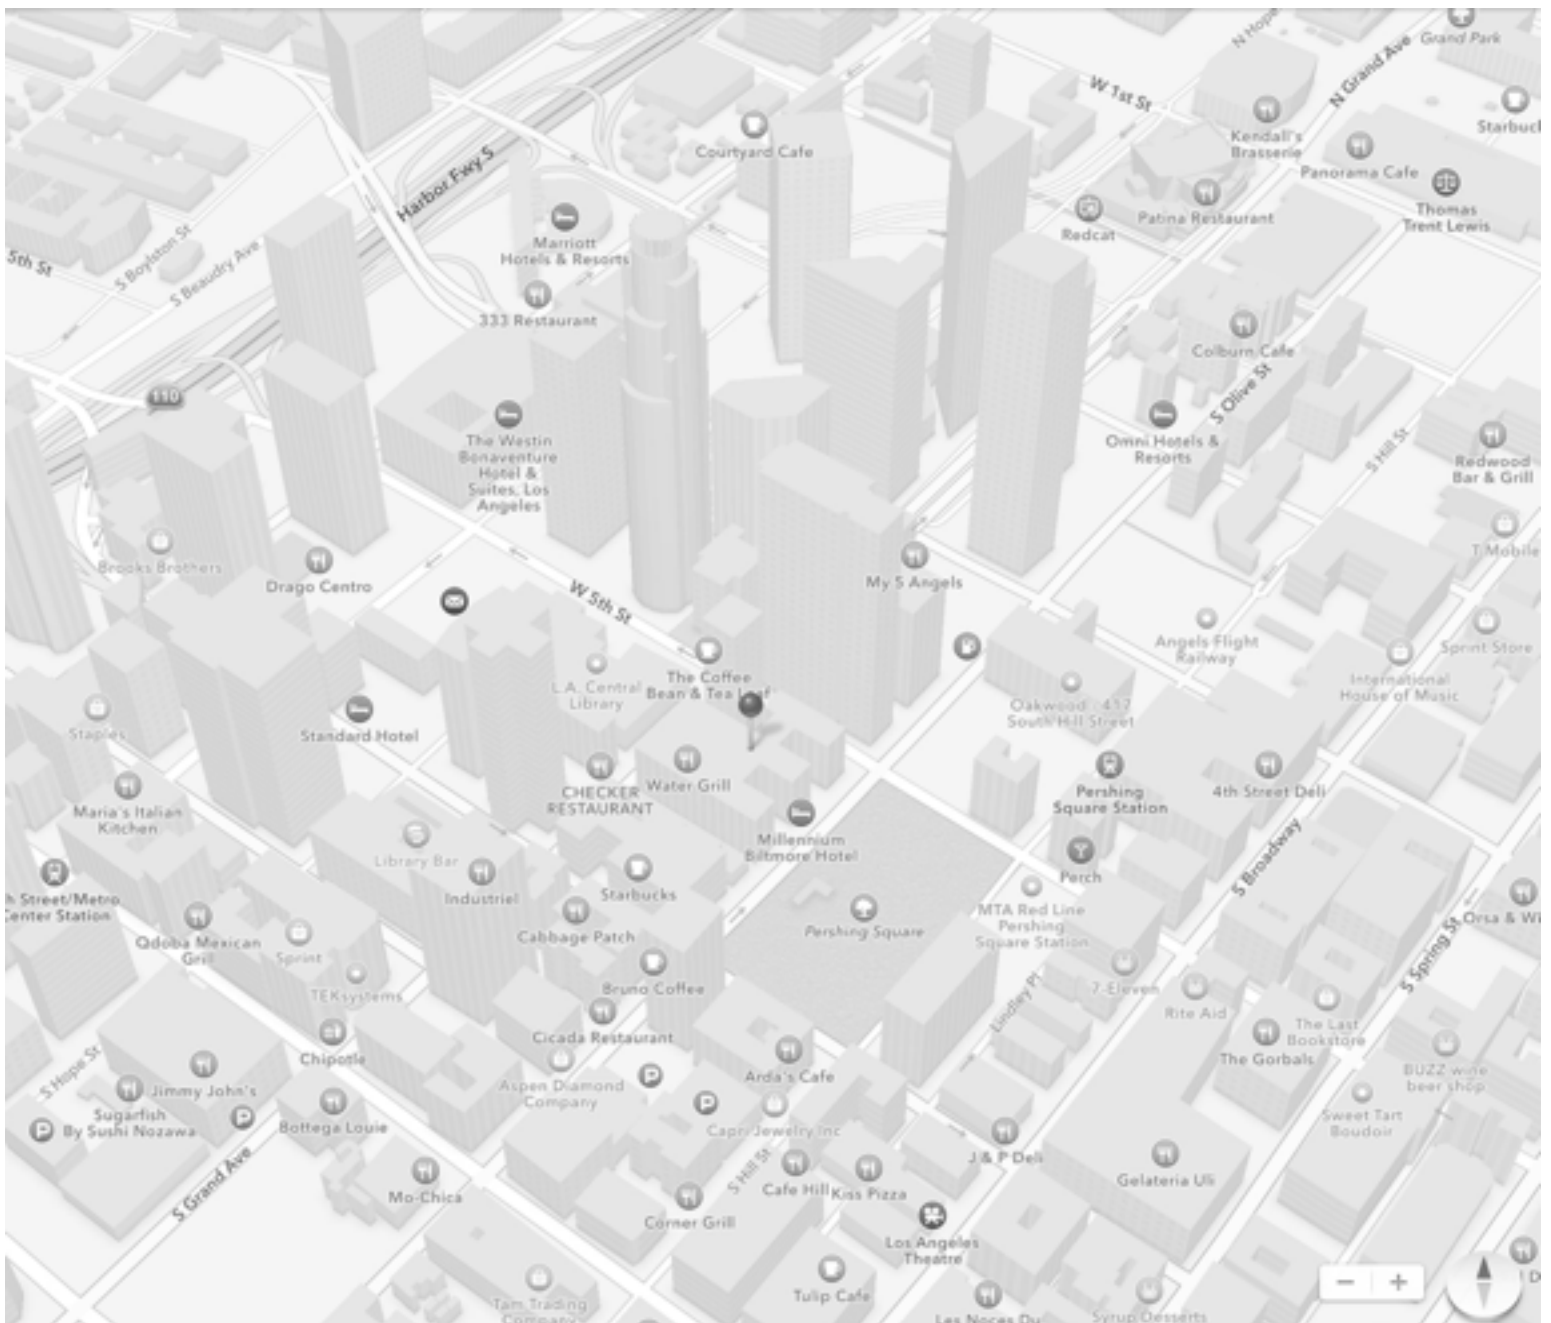 N Hope
Grand Park
N Grand Ave
W 1st St
Starbuck
Kendall's
Brasserie
Courtyard Cafe
Panorama Cafe
Harbor Fwy S
Thomas
Trent Lewis
Patina Restaurant
Redcat
Marriott
Hotels & Resorts
S Boylston St
5th St
S Beaudry Ave
333 Restaurant
Colburn Cafe
110
S Olive St
The Westin
Bonaventure
Hotel &
Suites, Los
Angeles
Omni Hotels &
Resorts
S Hill St
Redwood
Bar & Grill
T Mobile
Brooks Brothers
Drago Centro
My 5 Angels
W 5th St
Angels Flight
Railway
Sprint Store
International
House of Music
L.A. Central
Library
The Coffee
Bean & Tea Leaf
Oakwood - 417
South Hill Street
Staples
Standard Hotel
CHECKER
RESTAURANT
Water Grill
Pershing
Square Station
4th Street Deli
Maria's Italian
Kitchen
Millennium
Biltmore Hotel
Library Bar
S Broadway
Perch
h Street/Metro
Center Station
Industriel
Starbucks
MTA Red Line
Pershing
Square Station
Orsa & Wi
Qdoba Mexican
Grill
Sprint
Cabbage Patch
Pershing Square
S Spring St
TEKsystems
Bruno Coffee
7-Eleven
Lindley Pl
Rite Aid
The Last
Bookstore
Cicada Restaurant
Chipotle
The Gorbals
S Hope St
Jimmy John's
Aspen Diamond
Company
Arda's Cafe
BUZZ wine
beer shop
Sugarfish
By Sushi Nozawa
Bottega Louie
Capri Jewelry Inc
Sweet Tart
Boudoir
J & P Deli
S Grand Ave
Mo-Chica
S Hill St
Cafe Hill
Kiss Pizza
Gelateria Uli
Corner Grill
Los Angeles
Theatre
Tulip Cafe
Tam Trading
Company
Les Noces Du
Syrup Desserts